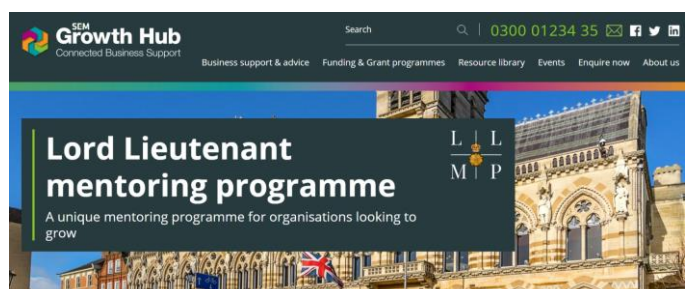 SEM
Growth Hub
Connected Business Support
Search
0300 01234 35
Business support & advice Funding & Grant programmes Resource library Events Enquire now About us
Lord Lieutenant
mentoring programme
A unique mentoring programme for organisations looking to
grow
L L
M P